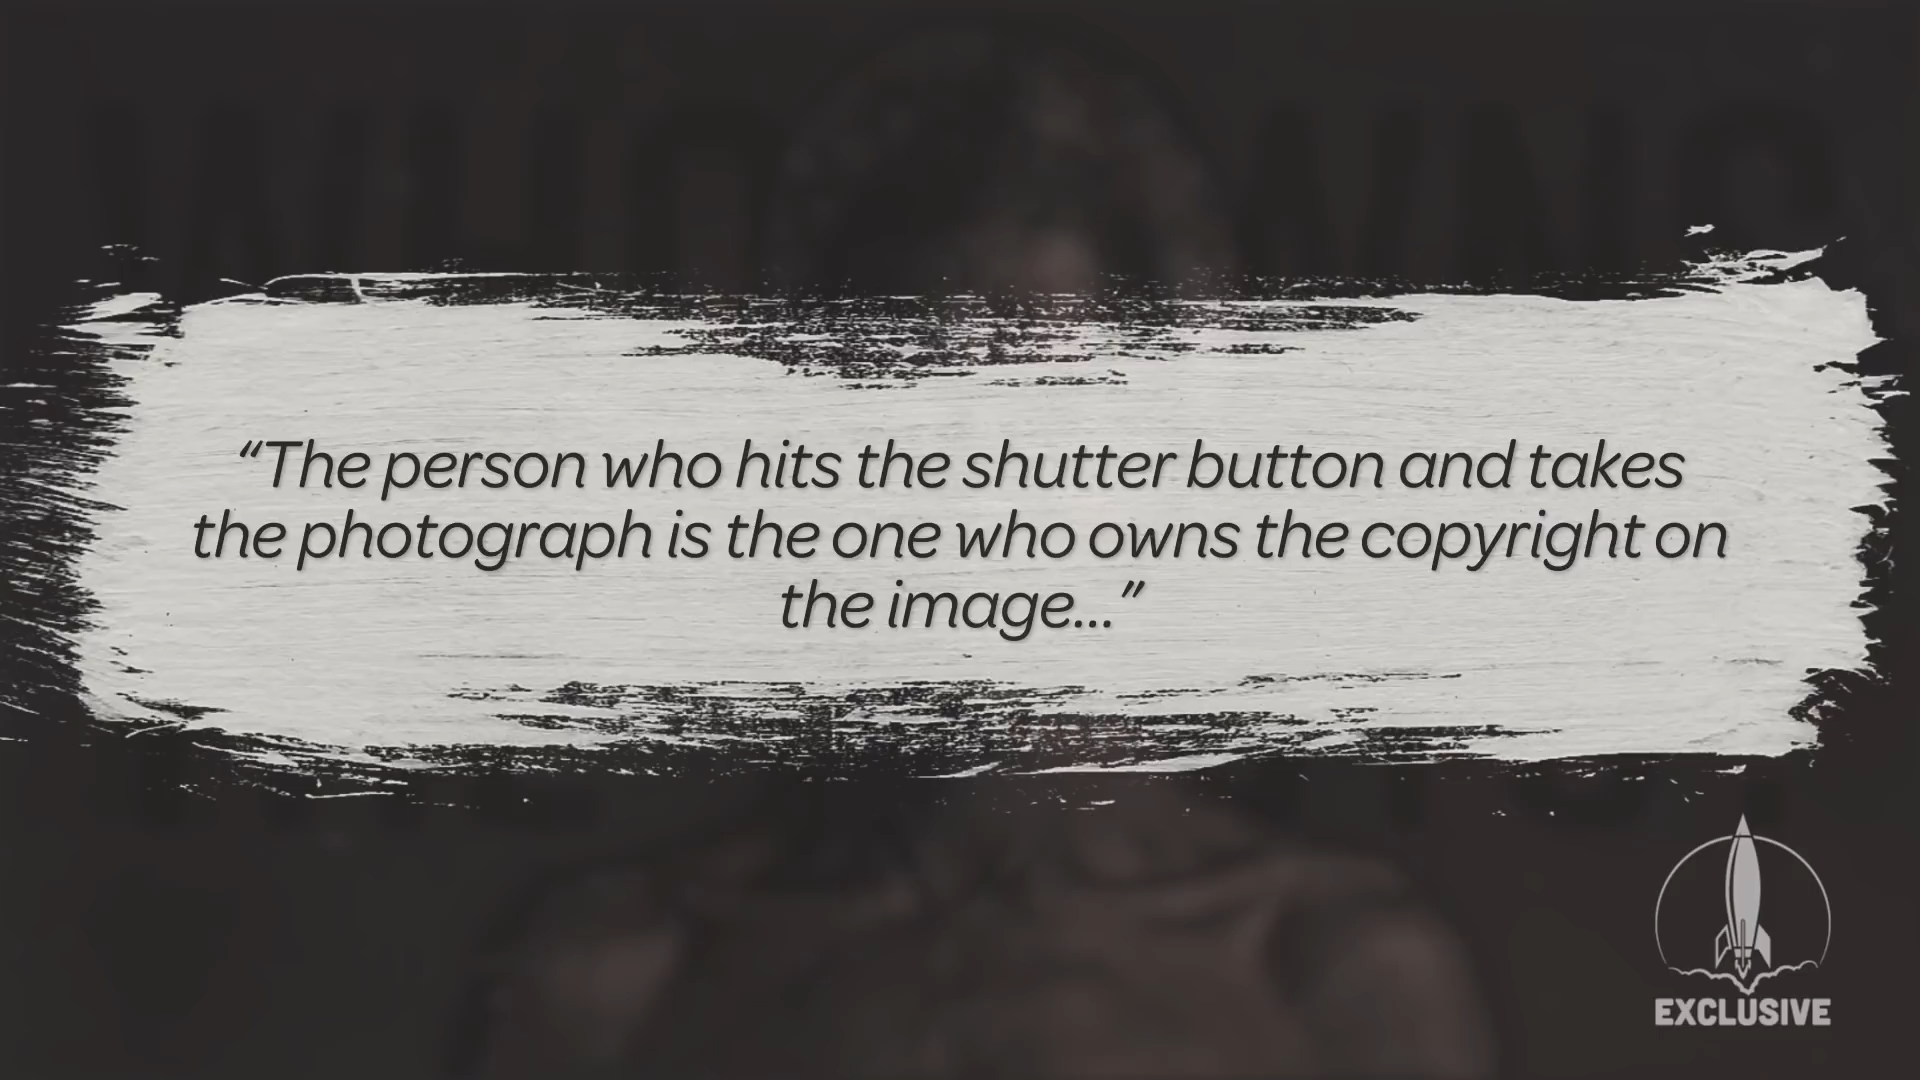 “The person who hits the shutter button and takes
the photograph is the one who owns the copyright on
the image...”
EXCLUSIVE